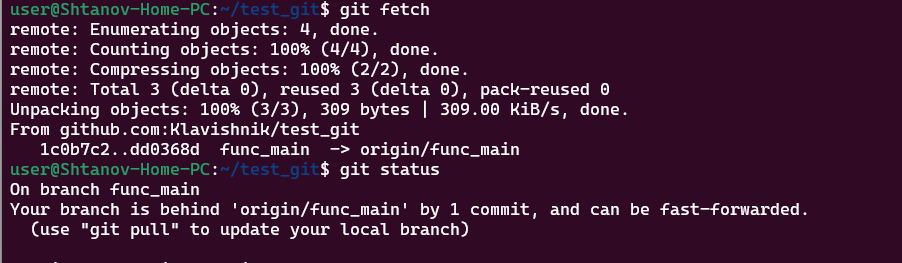 user@Shtanov-Home-PC:~/test_git$ git fetch
remote: Enumerating objects: 4, done.
remote: Counting objects: 100% (4/4), done.
remote: Compressing objects: 100% (2/2), done.
remote: Total 3 (delta 0), reused 3 (delta 0), pack-reused 0
Unpacking objects: 100% (3/3), 309 bytes | 309.00 KiB/s, done.
From github.com:Klavishnik/test_git
   1c0b7c2..dd0368d  func_main  -> origin/func_main
user@Shtanov-Home-PC:~/test_git$ git status
On branch func_main
Your branch is behind 'origin/func_main' by 1 commit, and can be fast-forwarded.
  (use "git pull" to update your local branch)